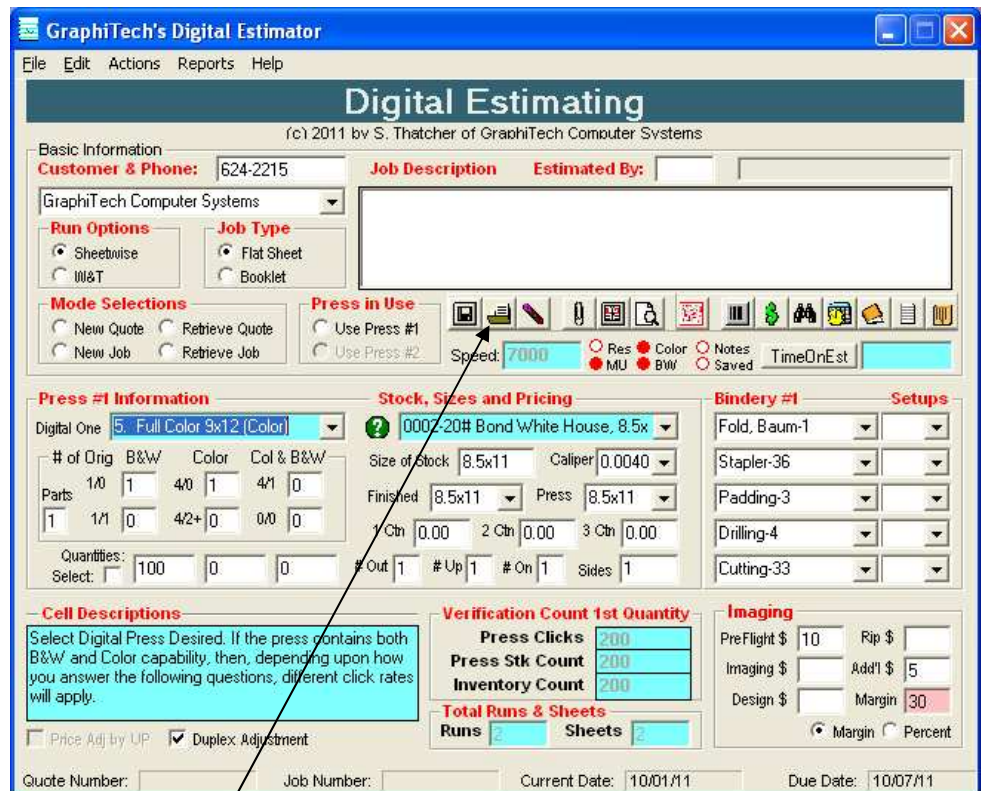 GraphiTech's Digital Estimator
File Edit Actions Reports Help
Digital Estimating
(c) 2011 by S. Thatcher of GraphiTech Computer Systems
Basic Information
Customer & Phone: 624-2215 Job Description Estimated By:
GraphiTech Computer Systems
Run Options Job Type
Sheetwise Flat Sheet
W&T Booklet
Mode Selections Press in Use
New Quote Retrieve Quote Use Press #1
New Job Retrieve Job Use Press #2
Speed: 7000 Res Color Notes
MU BW Saved TimeOnEst
Press #1 Information Stock, Sizes and Pricing Bindery #1 Setups
Digital One 5. Full Color 9x12 (Color) 0002-20# Bond White House, 8.5x Fold, Baum-1
# of Orig B&W Color Col & B&W Size of Stock 8.5x11 Caliper 0.0040 Stapler-36
Parts 1/0 1 4/0 1 4/1 0 Finished 8.5x11 Press 8.5x11 Padding-3
1 1/1 0 4/2+ 0 0/0 0 1 Ctn 0.00 2 Ctn 0.00 3 Ctn 0.00 Drilling-4
Quantities:
Select: 100 0 0 # Out 1 # Up 1 # On 1 Sides 1 Cutting-33
Cell Descriptions Verification Count 1st Quantity Imaging
Select Digital Press Desired. If the press contains both Press Clicks 200 PreFlight $ 10 Rip $
B&W and Color capability, then, depending upon how Press Stk Count 200 Imaging $ Add'l $ 5
you answer the following questions, different click rates Inventory Count 200 Design $ Margin 30
will apply.
Total Runs & Sheets
Price Adj by UP Duplex Adjustment Runs 2 Sheets 2 Margin Percent
Quote Number: Job Number: Current Date: 10/01/11 Due Date: 10/07/11